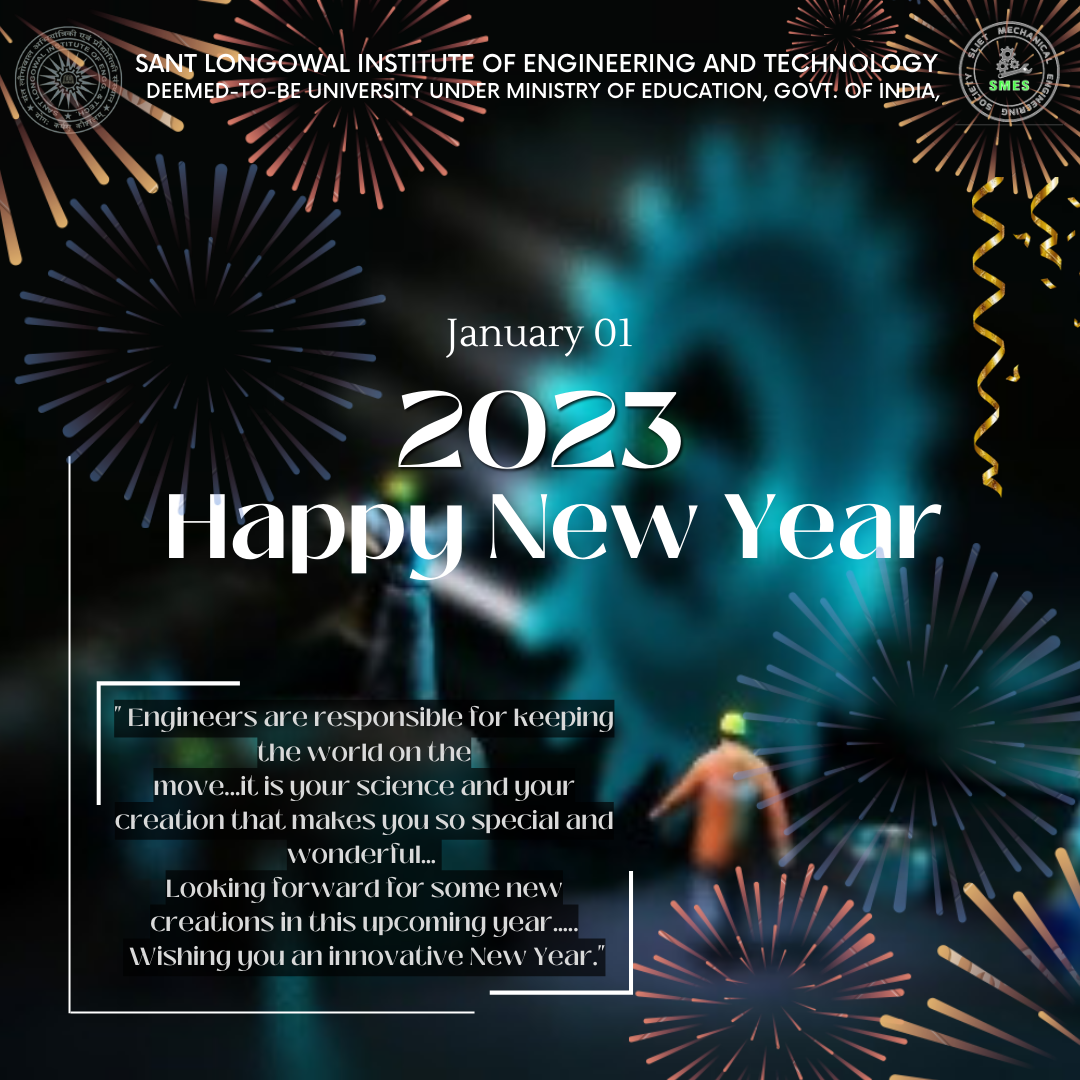 SANT LONGOWAL INSTITUTE OF ENGINEERING AND TECHNOLOGY
DEEMED-TO-BE UNIVERSITY UNDER MINISTRY OF EDUCATION, GOVT. OF INDIA,
SLIET MECHANICAL ENGINEERING SOCIETY
SMES
January 01
2023
Happy New Year
" Engineers are responsible for keeping
the world on the
move...it is your science and your
creation that makes you so special and
wonderful...
Looking forward for some new
creations in this upcoming year.....
Wishing you an innovative New Year."